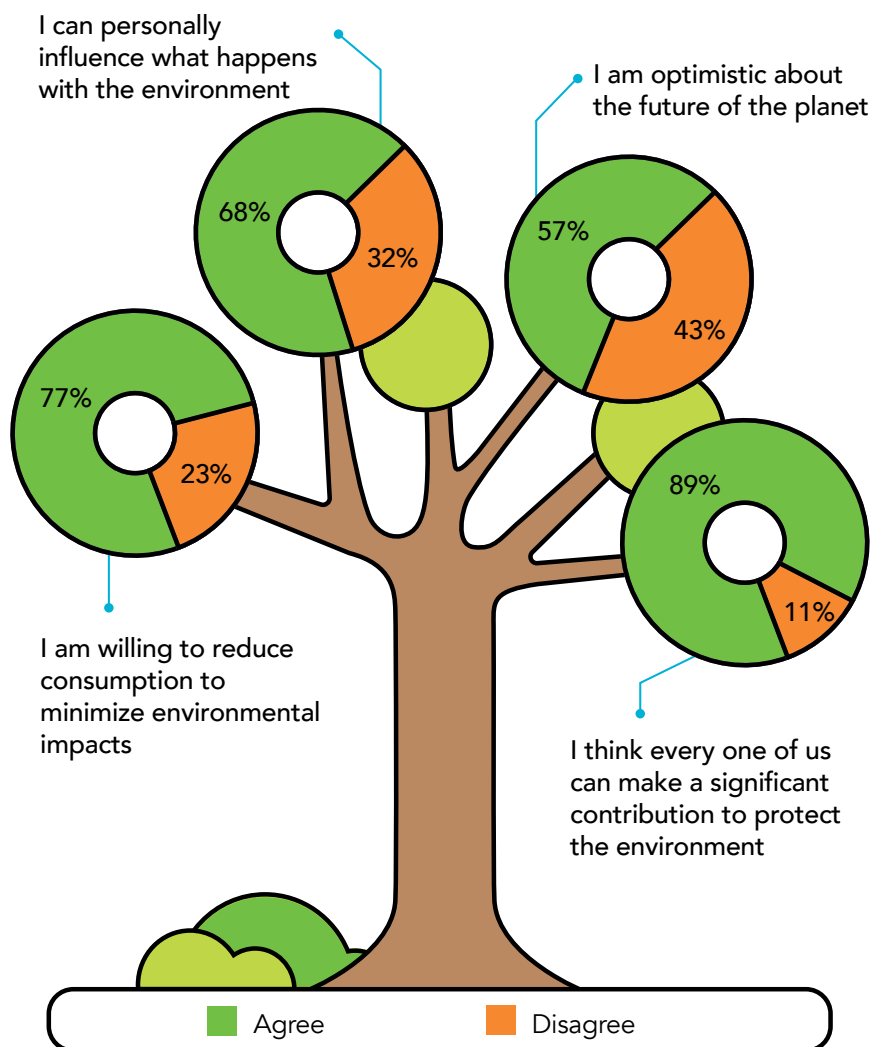 I can personally
influence what happens
with the environment
68%
32%
I am optimistic about
the future of the planet
57%
43%
77%
23%
I am willing to reduce
consumption to
minimize environmental
impacts
89%
11%
I think every one of us
can make a significant
contribution to protect
the environment
Agree
Disagree